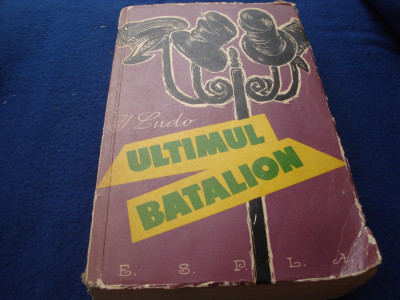 I. Ludo
ULTIMUL
BATALION
E. S. P. L. A.